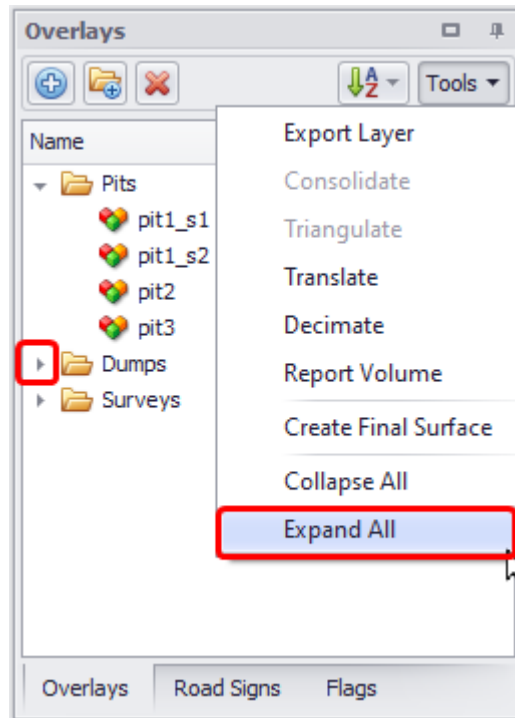 Overlays
Tools
Name
Pits
pit1_s1
pit1_s2
pit2
pit3
Dumps
Surveys
Export Layer
Consolidate
Triangulate
Translate
Decimate
Report Volume
Create Final Surface
Collapse All
Expand All
Overlays Road Signs Flags